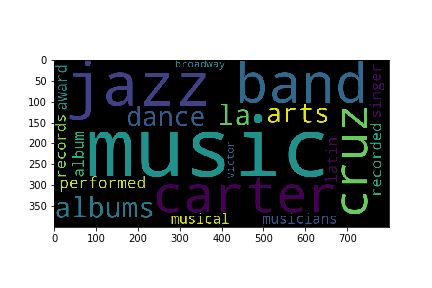 0
50
100
150
200
250
300
350
0 100 200 300 400 500 600 700
broadway
jazz band
award
singer
dance la arts
music
records
album
victor
latin
cruz
recorded
performed
carter
albums
musical musicians